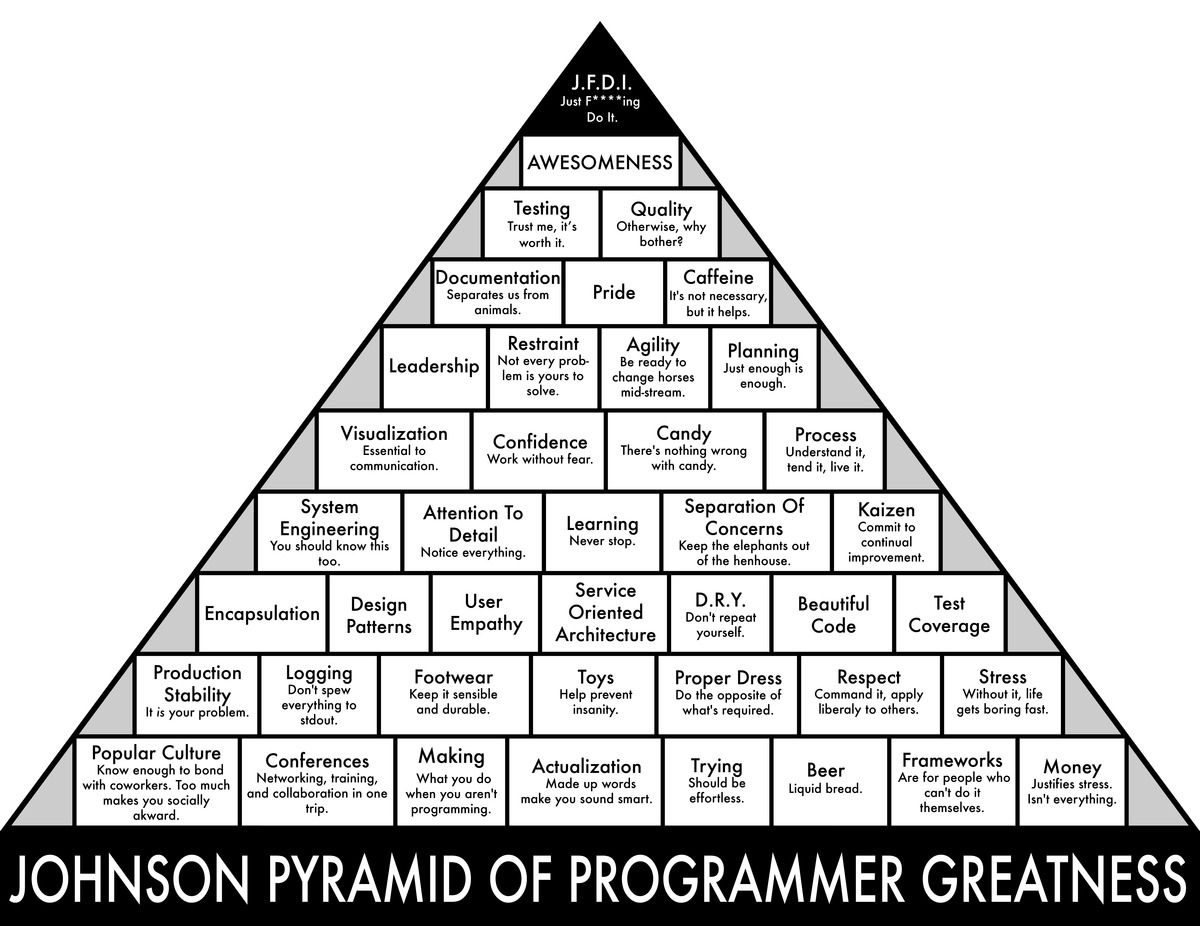 J.F.D.I.
Just F****ing
Do It.
AWESOMENESS
Testing
Trust me, it's
worth it.
Quality
Otherwise, why
bother?
Documentation
Separates us from
animals.
Pride
Caffeine
It's not necessary,
but it helps.
Leadership
Restraint
Not every prob-
lem is yours to
solve.
Agility
Be ready to
change horses
mid-stream.
Planning
Just enough is
enough.
Visualization
Essential to
communication.
Confidence
Work without fear.
Candy
There's nothing wrong
with candy.
Process
Understand it,
tend it, live it.
System
Engineering
You should know this
too.
Attention To
Detail
Notice everything.
Learning
Never stop.
Separation Of
Concerns
Keep the elephants out
of the henhouse.
Kaizen
Commit to
continual
improvement.
Encapsulation
Design
Patterns
User
Empathy
Service
Oriented
Architecture
D.R.Y.
Don't repeat
yourself.
Beautiful
Code
Test
Coverage
Production
Stability
It is your problem.
Logging
Don't spew
everything to
stdout.
Footwear
Keep it sensible
and durable.
Toys
Help prevent
insanity.
Proper Dress
Do the opposite of
what's required.
Respect
Command it, apply
liberaly to others.
Stress
Without it, life
gets boring fast.
Popular Culture
Know enough to bond
with coworkers. Too much
makes you socially
akward.
Conferences
Networking, training,
and collaboration in one
trip.
Making
What you do
when you aren't
programming.
Actualization
Made up words
make you sound smart.
Trying
Should be
effortless.
Beer
Liquid bread.
Frameworks
Are for people who
can't do it
themselves.
Money
Justifies stress.
Isn't everything.
JOHNSON PYRAMID OF PROGRAMMER GREATNESS